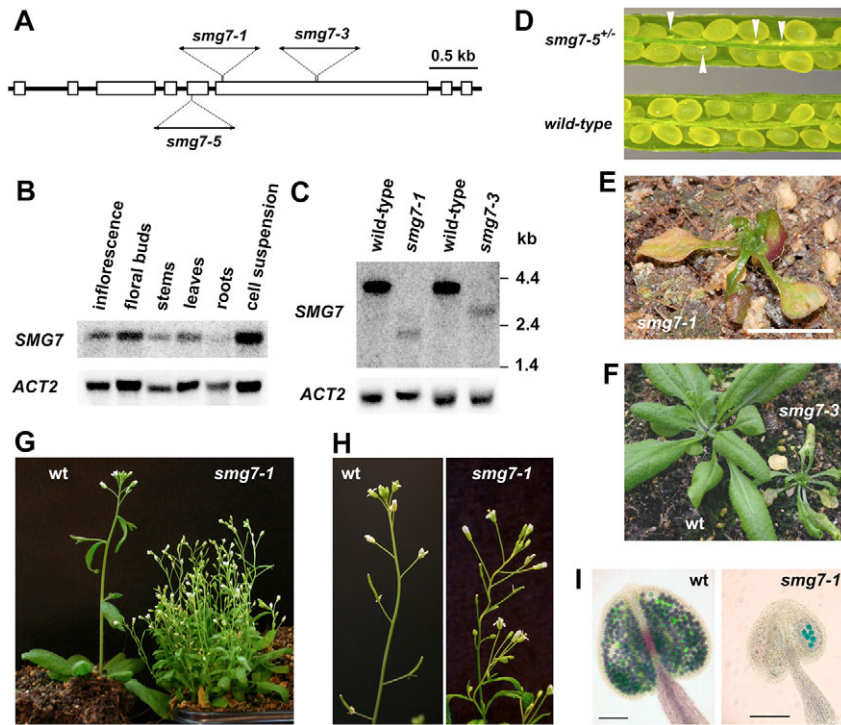 A
smg7-1
smg7-3
0.5 kb
smg7-5
B
inflorescence
floral buds
stems
leaves
roots
cell suspension
SMG7
ACT2
C
wild-type
smg7-1
wild-type
smg7-3
kb
4.4
SMG7
2.4
1.4
ACT2
D
smg7-5+/-
wild-type
E
smg7-1
F
smg7-3
wt
G
wt
smg7-1
H
wt
smg7-1
I
wt
smg7-1